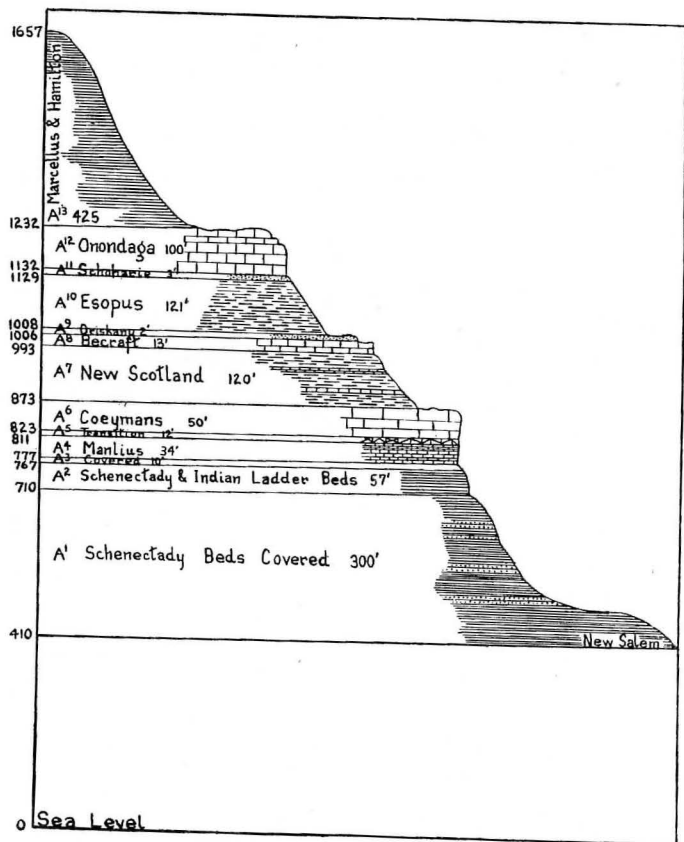 1657
Marcellus & Hamilton
A¹³ 425
1232
A¹² Onondaga 100'
3
1132
A¹¹ Schoharie 3'
1129
A¹⁰ Esopus 121'
1008
A⁹ Oriskany 2'
1006
A⁸ Becraft 13'
993
A⁷ New Scotland 120'
873
A⁶ Coeymans 50'
823
A⁵ Transition 12'
811
A⁴ Manlius 34'
777
A³ Covered 10'
767
A² Schenectady & Indian Ladder Beds 57'
710
A¹ Schenectady Beds Covered 300'
410
New Salem
0
Sea Level